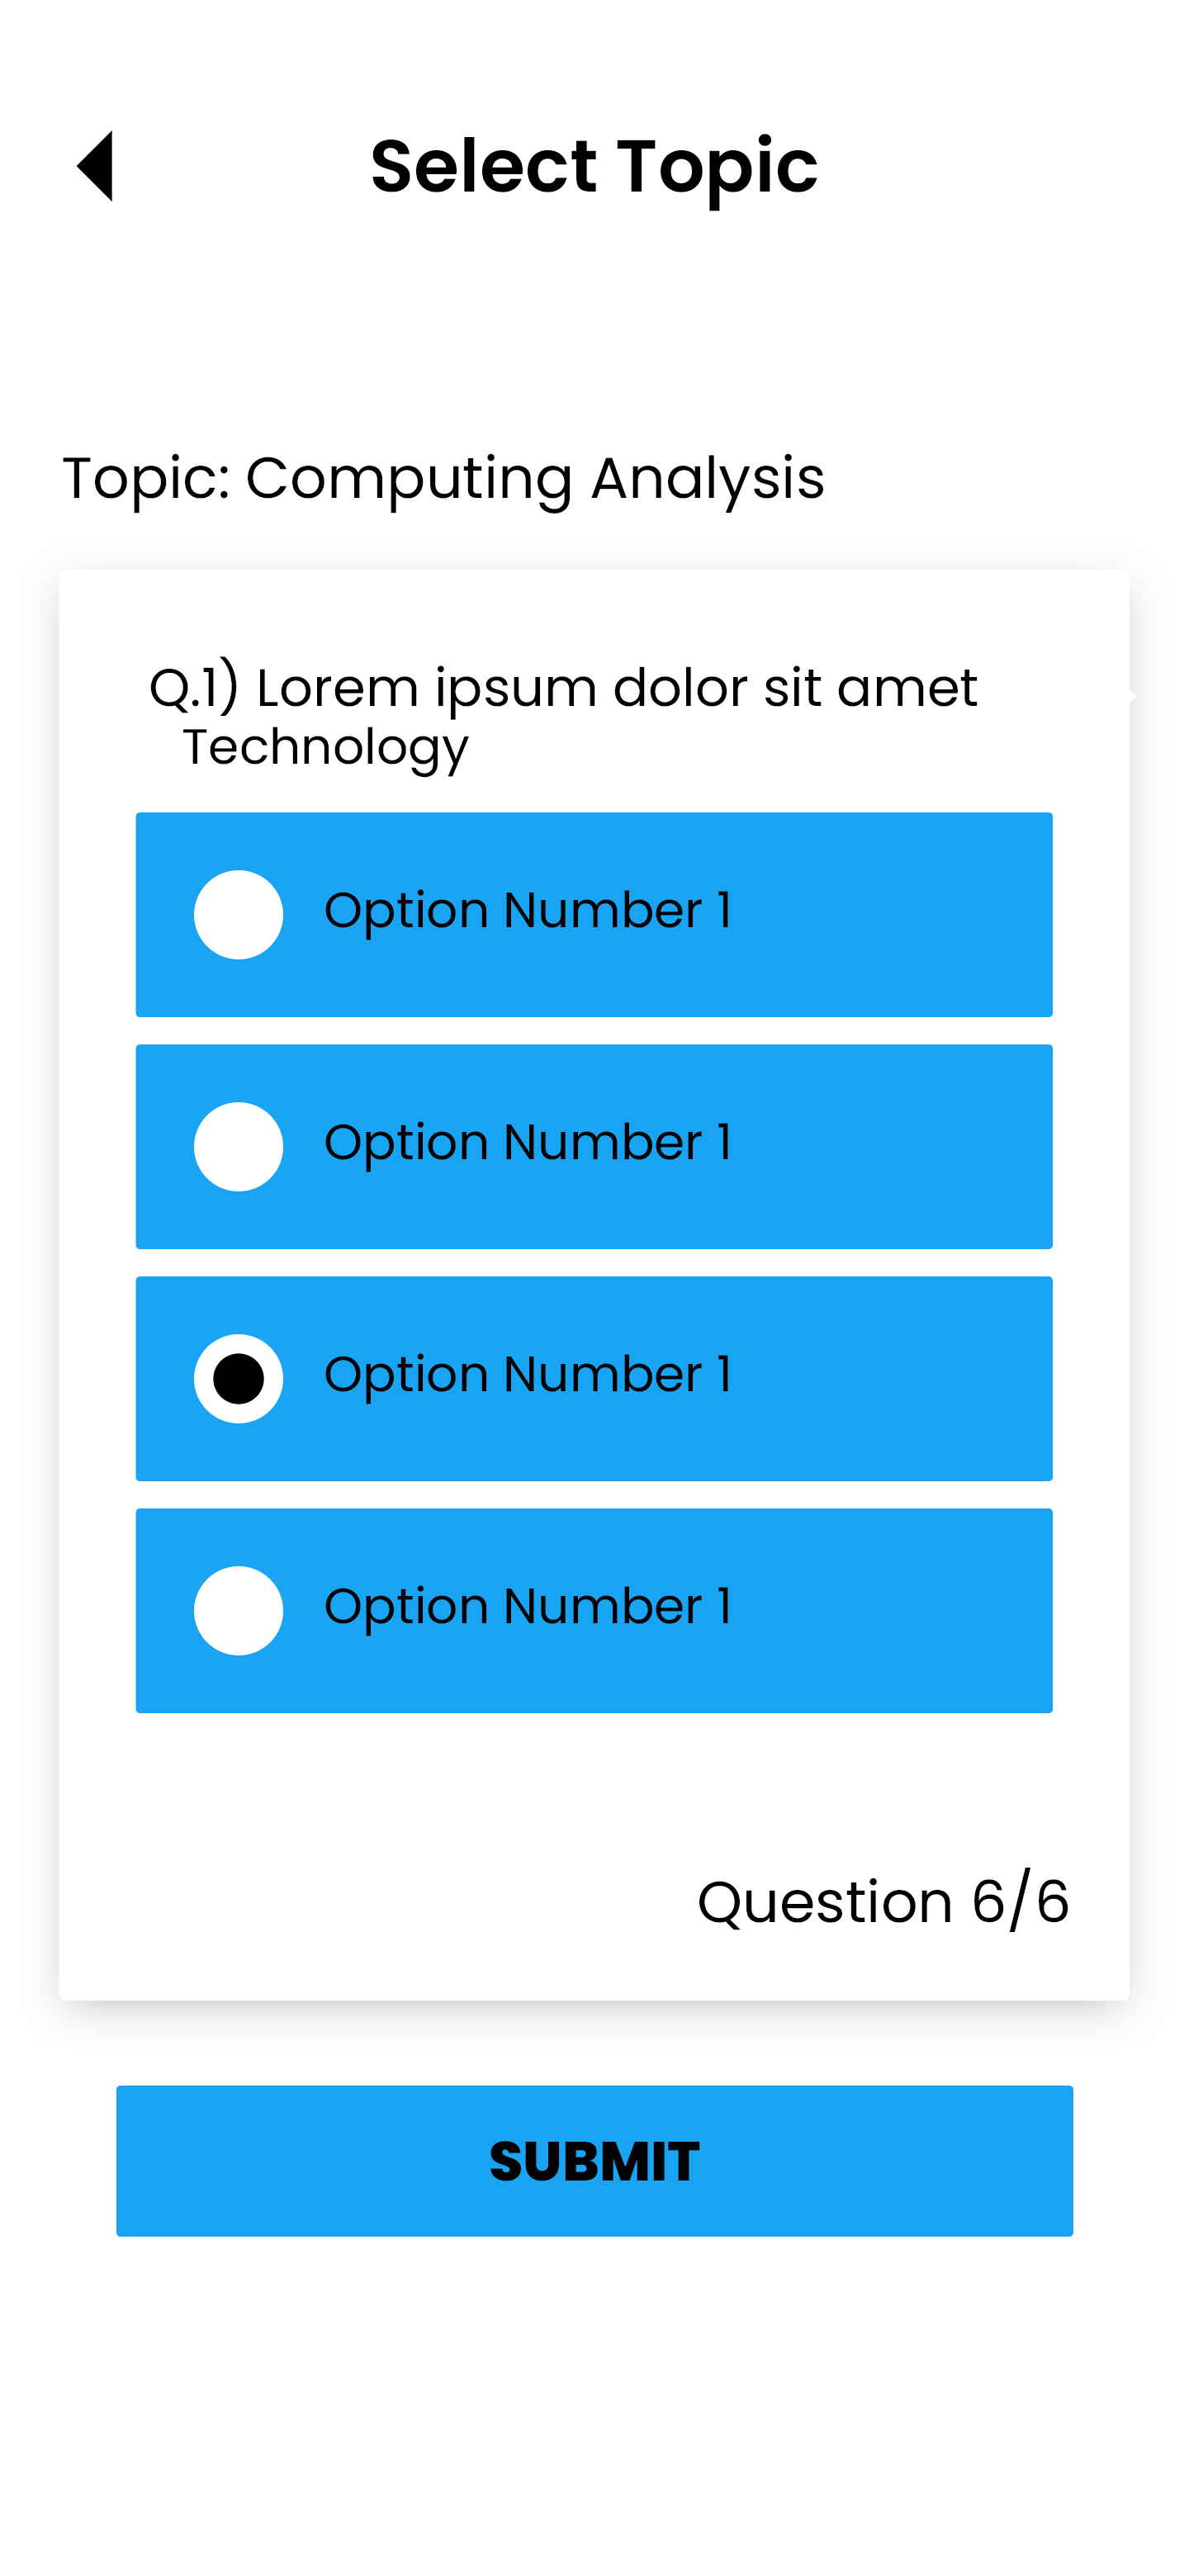 Select Topic
Topic: Computing Analysis
Q.1) Lorem ipsum dolor sit amet
Technology
Option Number 1
Option Number 1
Option Number 1
Option Number 1
Question 6/6
SUBMIT